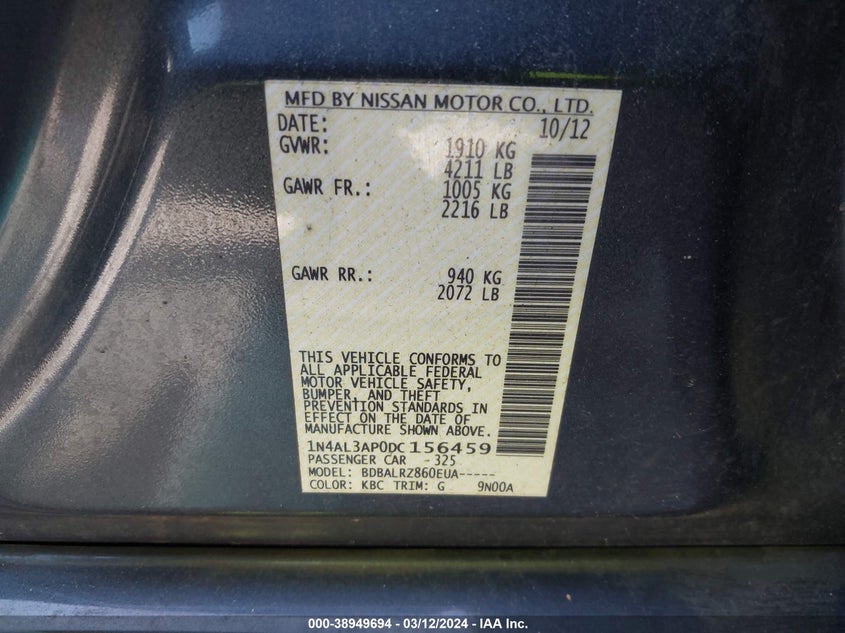 MFD BY NISSAN MOTOR CO., LTD.
DATE: 10/12
GVWR: 1910 KG
4211 LB
GAWR FR.: 1005 KG
2216 LB
GAWR RR.: 940 KG
2072 LB
THIS VEHICLE CONFORMS TO
ALL APPLICABLE FEDERAL
MOTOR VEHICLE SAFETY,
BUMPER, AND THEFT
PREVENTION STANDARDS IN
EFFECT ON THE DATE OF
MANUFACTURE SHOWN ABOVE.
1N4AL3AP0DC156459
PASSENGER CAR -325
MODEL: BDBALRZ860EUA-----
COLOR: KBC TRIM: G 9N00A
000-38949694 - 03/12/2024 - IAA Inc.